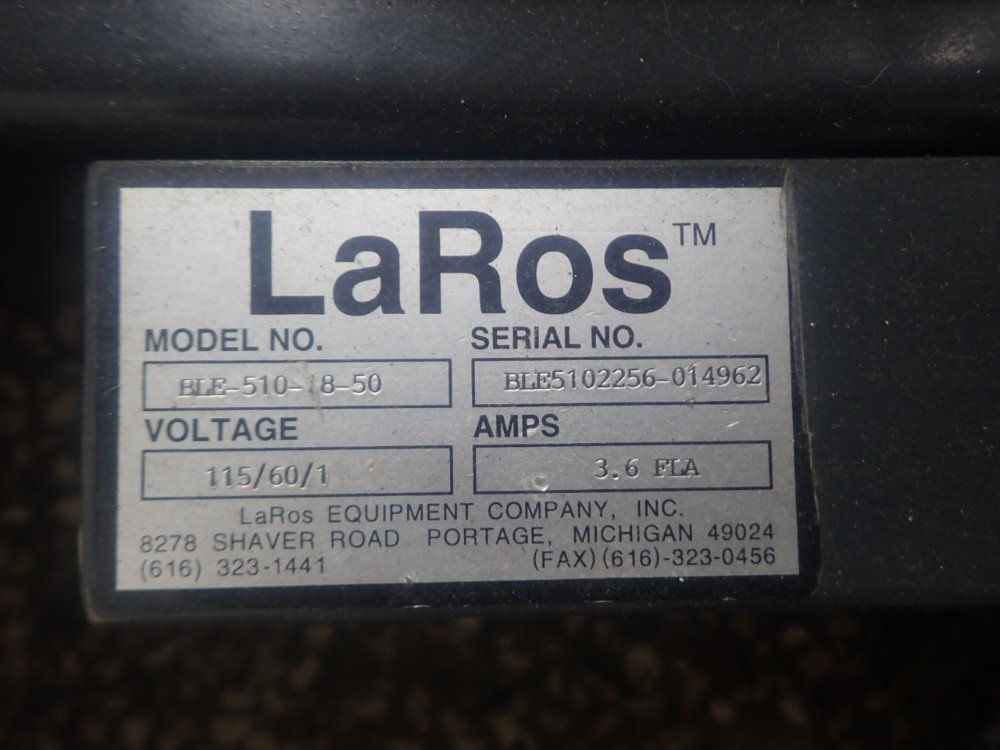 LaRos™
MODEL NO.
SERIAL NO.
BLE-510-18-50
BLE5102256-014962
VOLTAGE
AMPS
115/60/1
3.6 FLA
LaRos EQUIPMENT COMPANY, INC.
8278 SHAVER ROAD PORTAGE, MICHIGAN 49024
(616) 323-1441
(FAX)(616)-323-0456